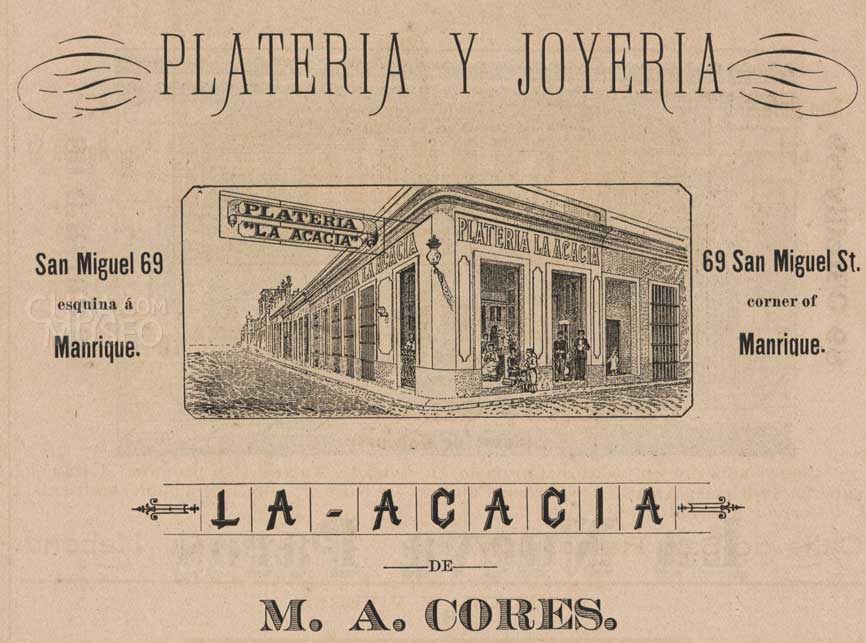 PLATERIA Y JOYERIA
PLATERIA
"LA ACACIA"
PLATERIA LA ACACIA
PLATERIA LA ACACIA
San Miguel 69
esquina á
Manrique.
69 San Miguel St.
corner of
Manrique.
LA-ACACIA
DE
M. A. CORES.